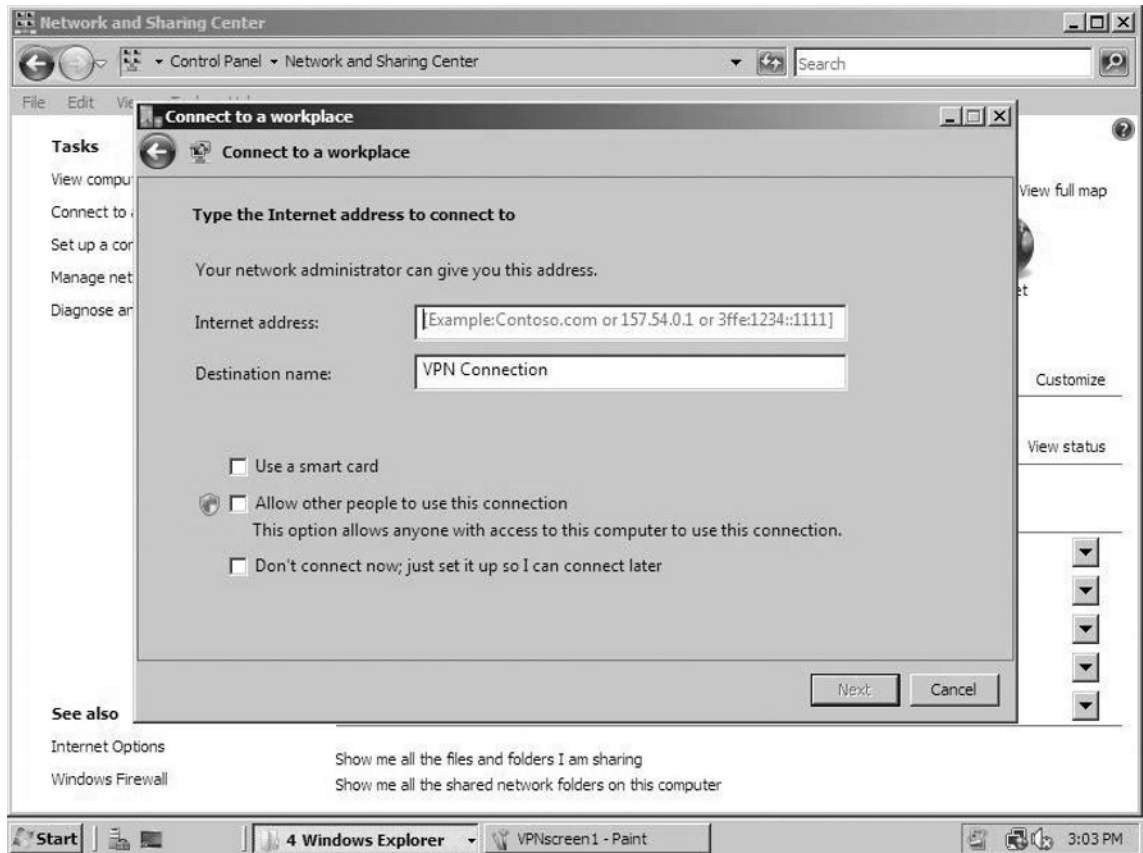 Network and Sharing Center
Control Panel Network and Sharing Center
Search
File Edit
Connect to a workplace
Connect to a workplace
Tasks
View compu
Connect to
Set up a cor
Manage net
Diagnose ar
View full map
Type the Internet address to connect to
Your network administrator can give you this address.
Internet address: [Example:Contoso.com or 157.54.0.1 or 3ffe:1234::1111]
Destination name: VPN Connection
Customize
View status
Use a smart card
Allow other people to use this connection
This option allows anyone with access to this computer to use this connection.
Don't connect now; just set it up so I can connect later
Next Cancel
See also
Internet Options
Windows Firewall
Show me all the files and folders I am sharing
Show me all the shared network folders on this computer
Start 4 Windows Explorer VPNscreen1 - Paint 3:03 PM